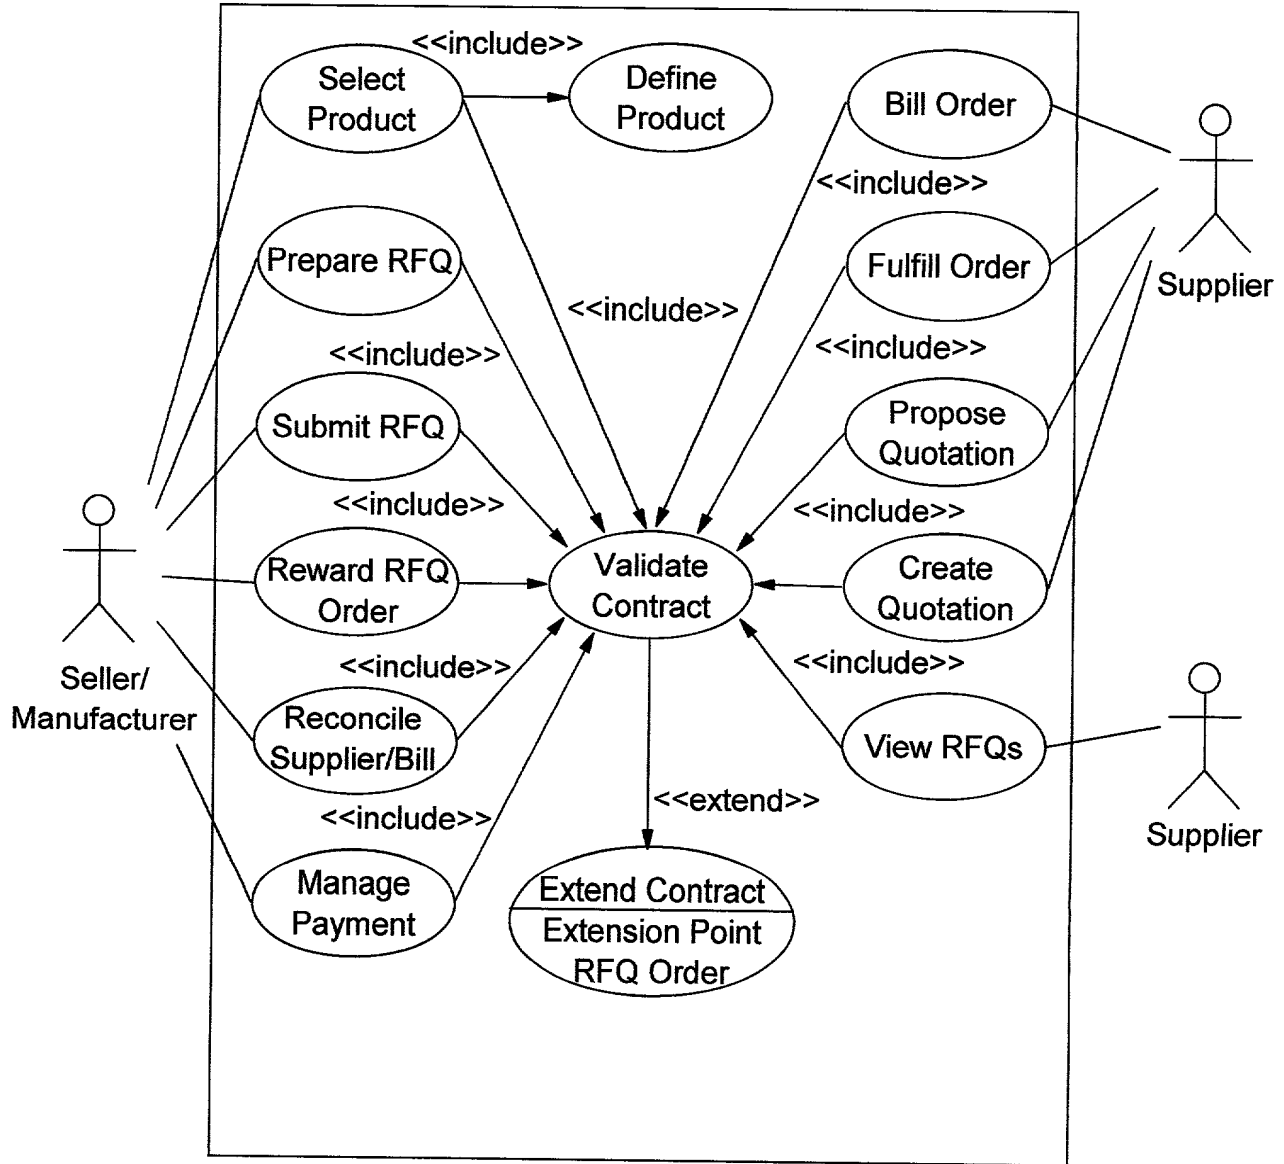 <<include>>
Select
Product
Define
Product
Bill Order
<<include>>
Prepare RFQ
Fulfill Order
Supplier
<<include>>
<<include>>
<<include>>
Submit RFQ
Propose
Quotation
<<include>>
<<include>>
Reward RFQ
Order
Validate
Contract
Create
Quotation
<<include>>
<<include>>
Seller/
Manufacturer
Reconcile
Supplier/Bill
View RFQs
<<include>>
<<extend>>
Supplier
Manage
Payment
Extend Contract
Extension Point
RFQ Order